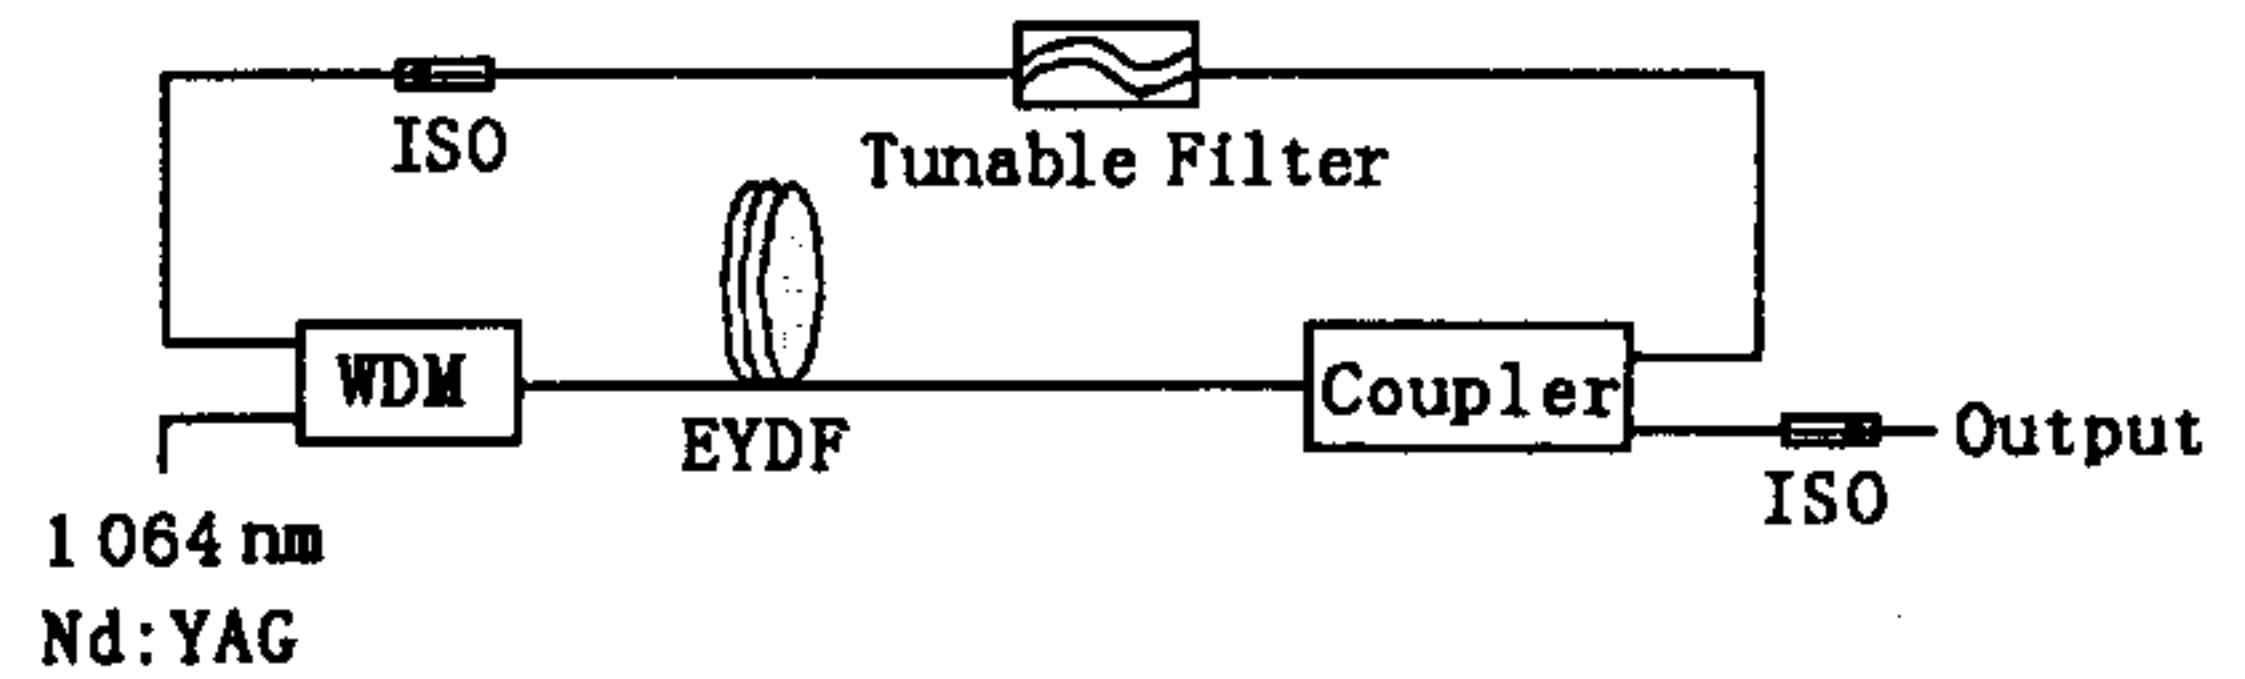 ISO
Tunable Filter
WDM
EYDF
Coupler
Output
ISO
1 064 nm
Nd:YAG